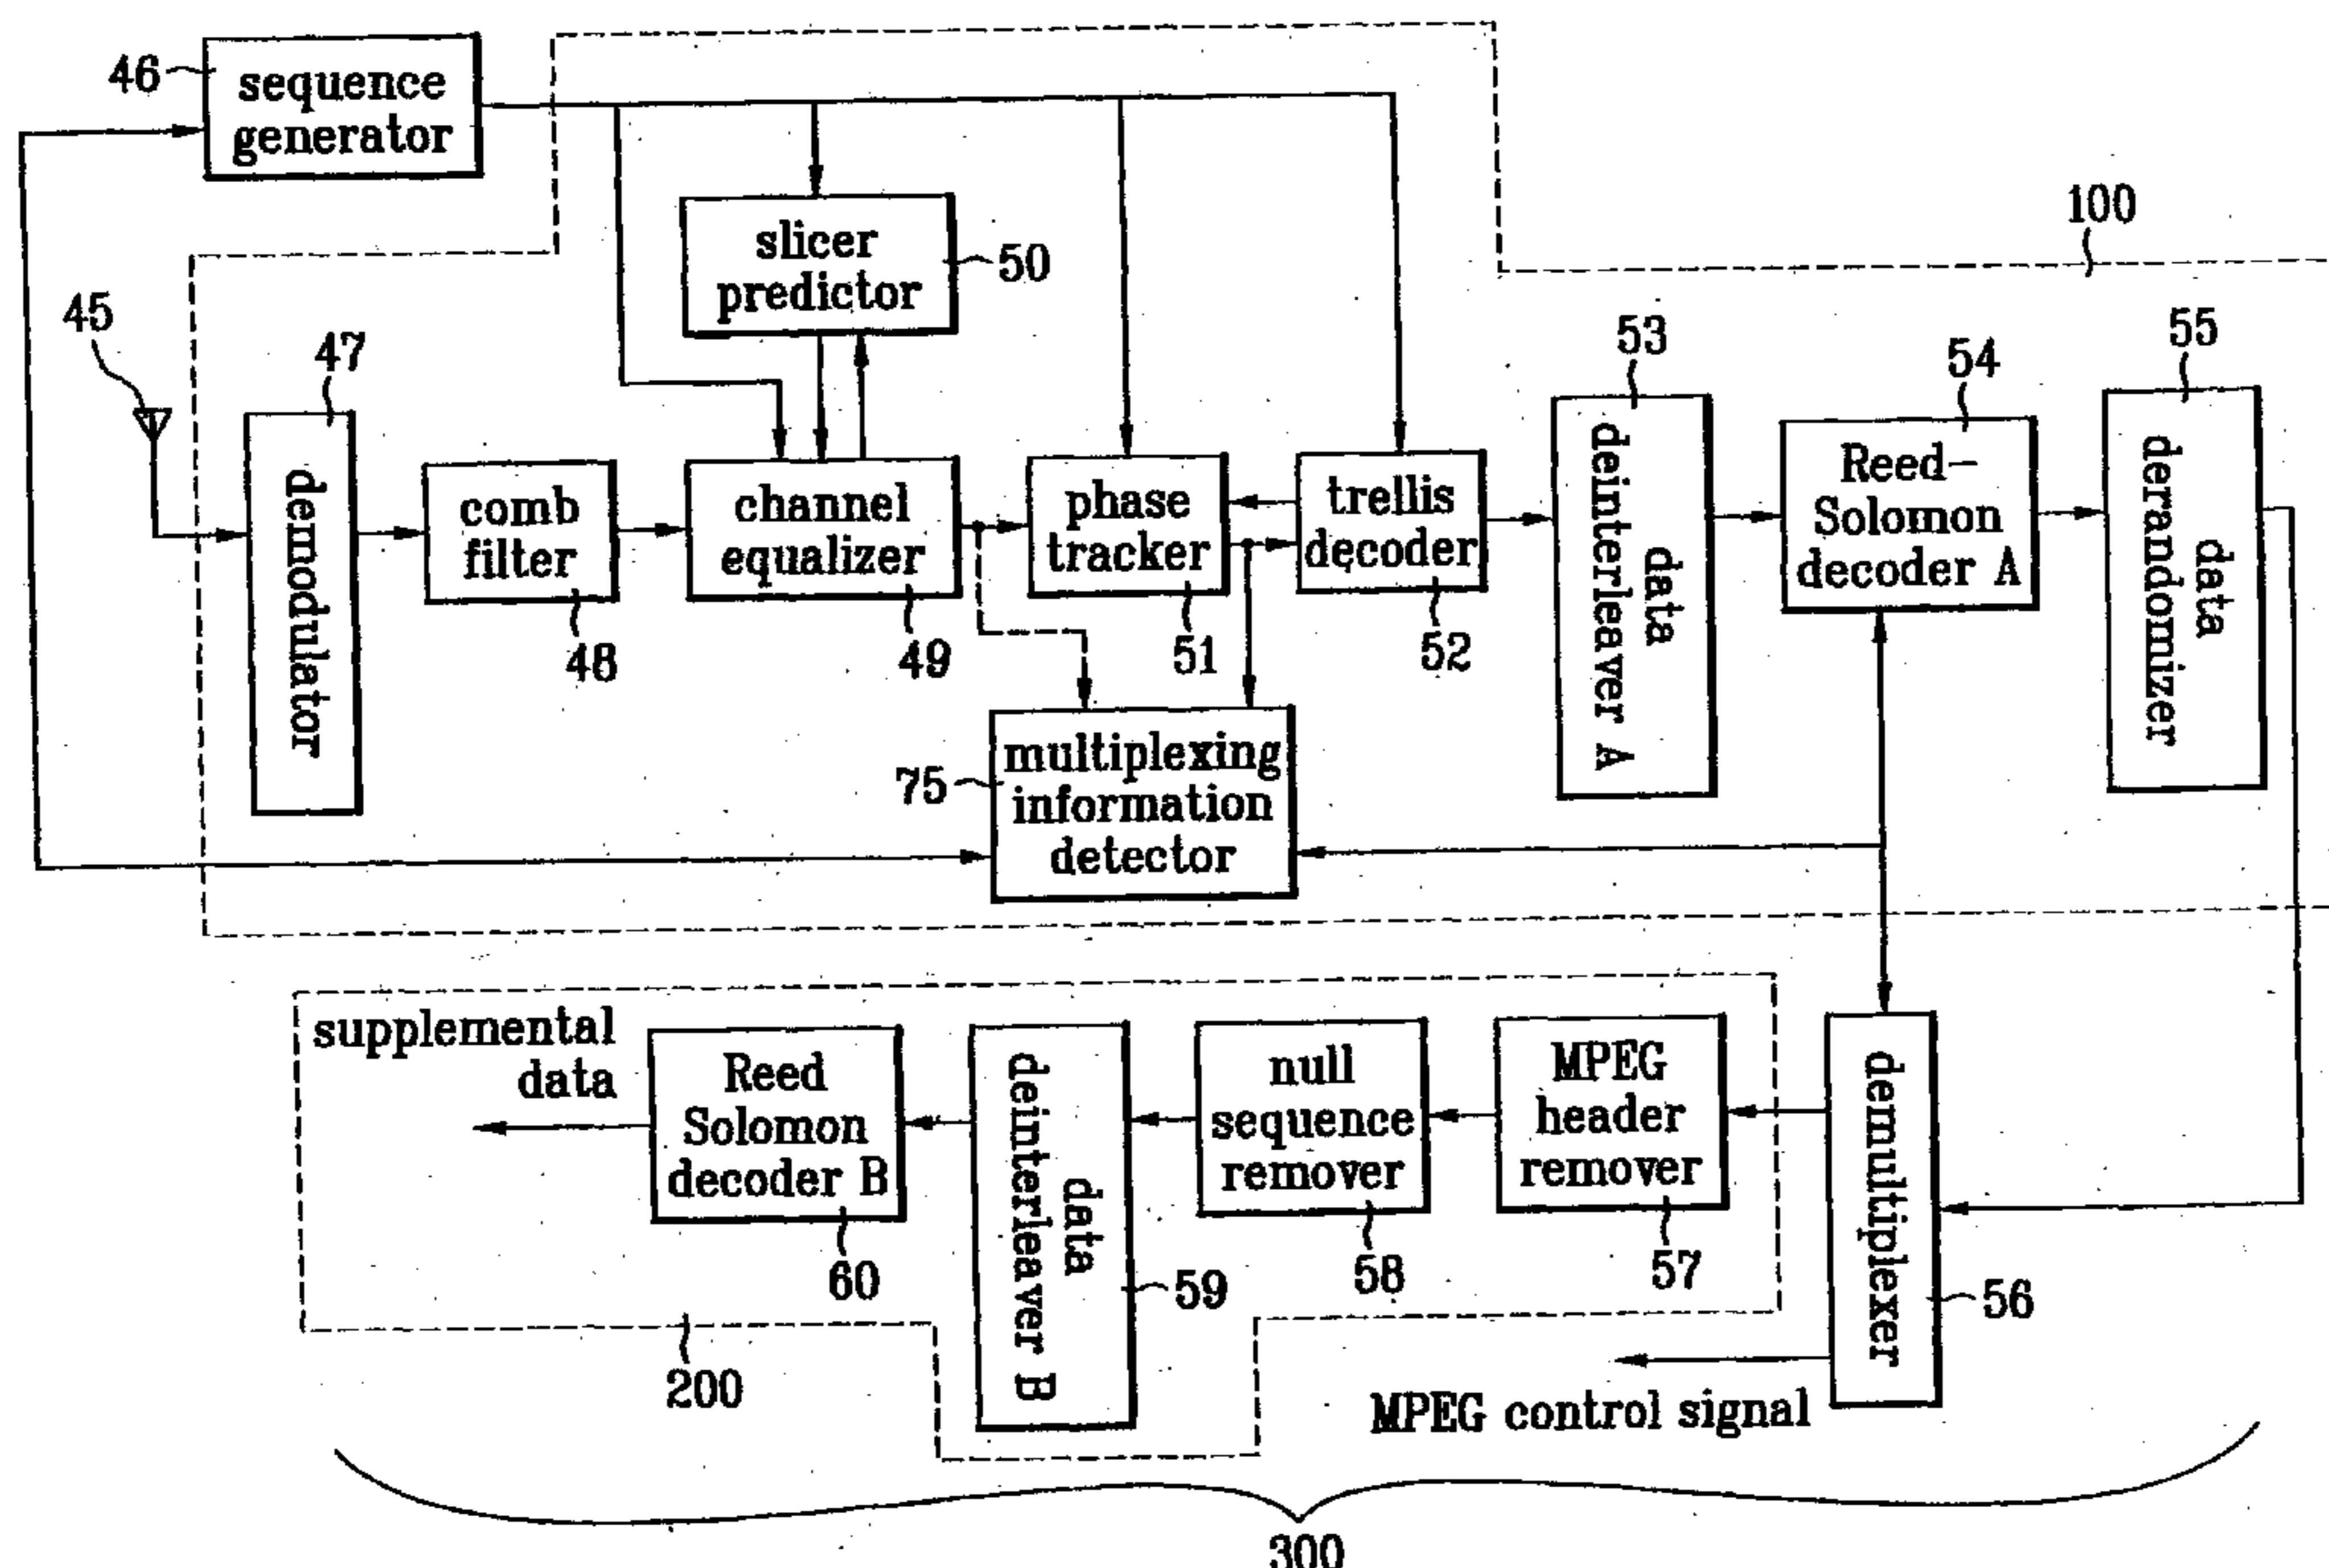 46
sequence
generator
100
slicer
predictor
50
45
47
53
54
55
demodulator
comb
filter
48
channel
equalizer
49
phase
tracker
51
trellis
decoder
52
data
deinterleaver A
Reed-
Solomon
decoder A
data
derandomizer
75
multiplexing
information
detector
supplemental
data
Reed
Solomon
decoder B
60
data
deinterleaver B
59
null
sequence
remover
58
MPEG
header
remover
57
demultiplexer
56
200
MPEG control signal
300